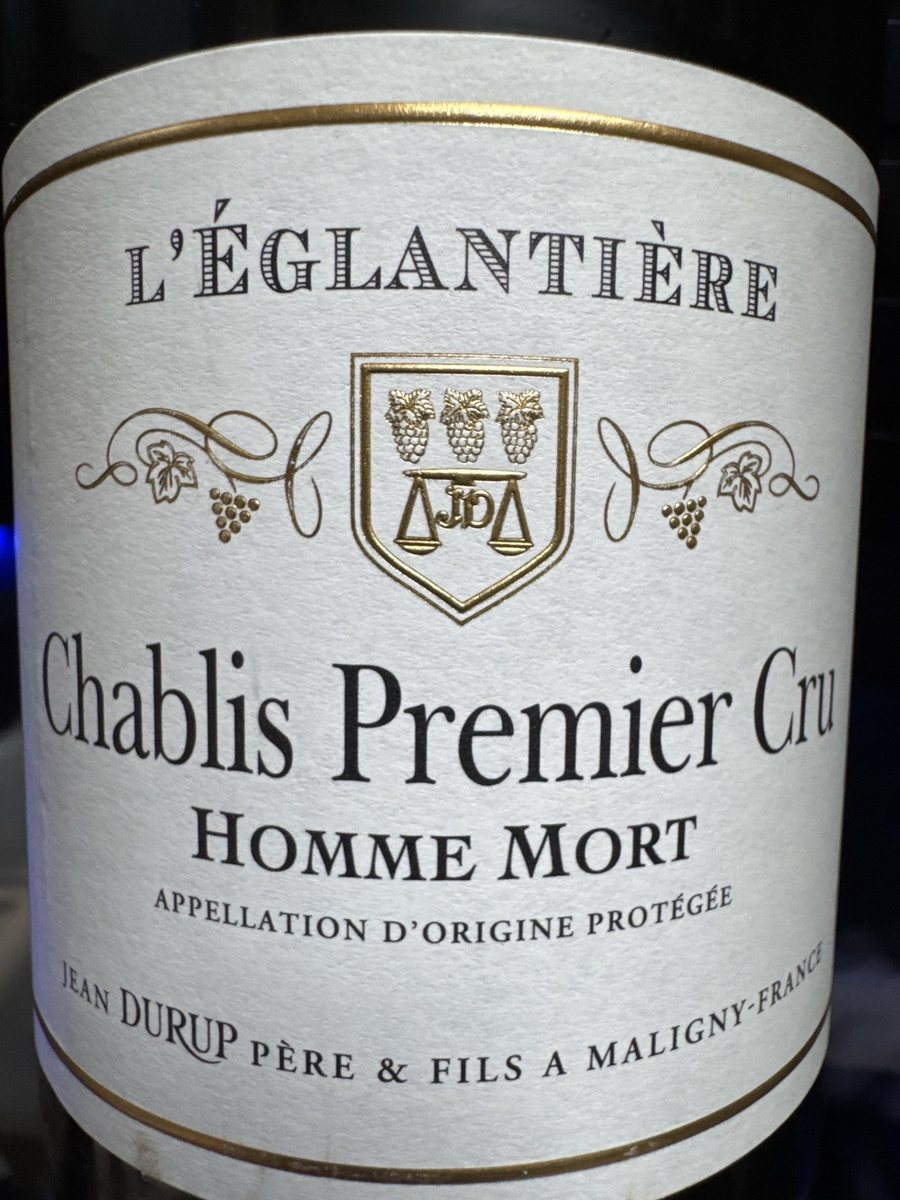 L'ÉGLANTIÈRE
JD
Chablis Premier Cru
HOMME MORT
APPELLATION D'ORIGINE PROTÉGÉE
JEAN DURUP PÈRE & FILS A MALIGNY-FRANCE